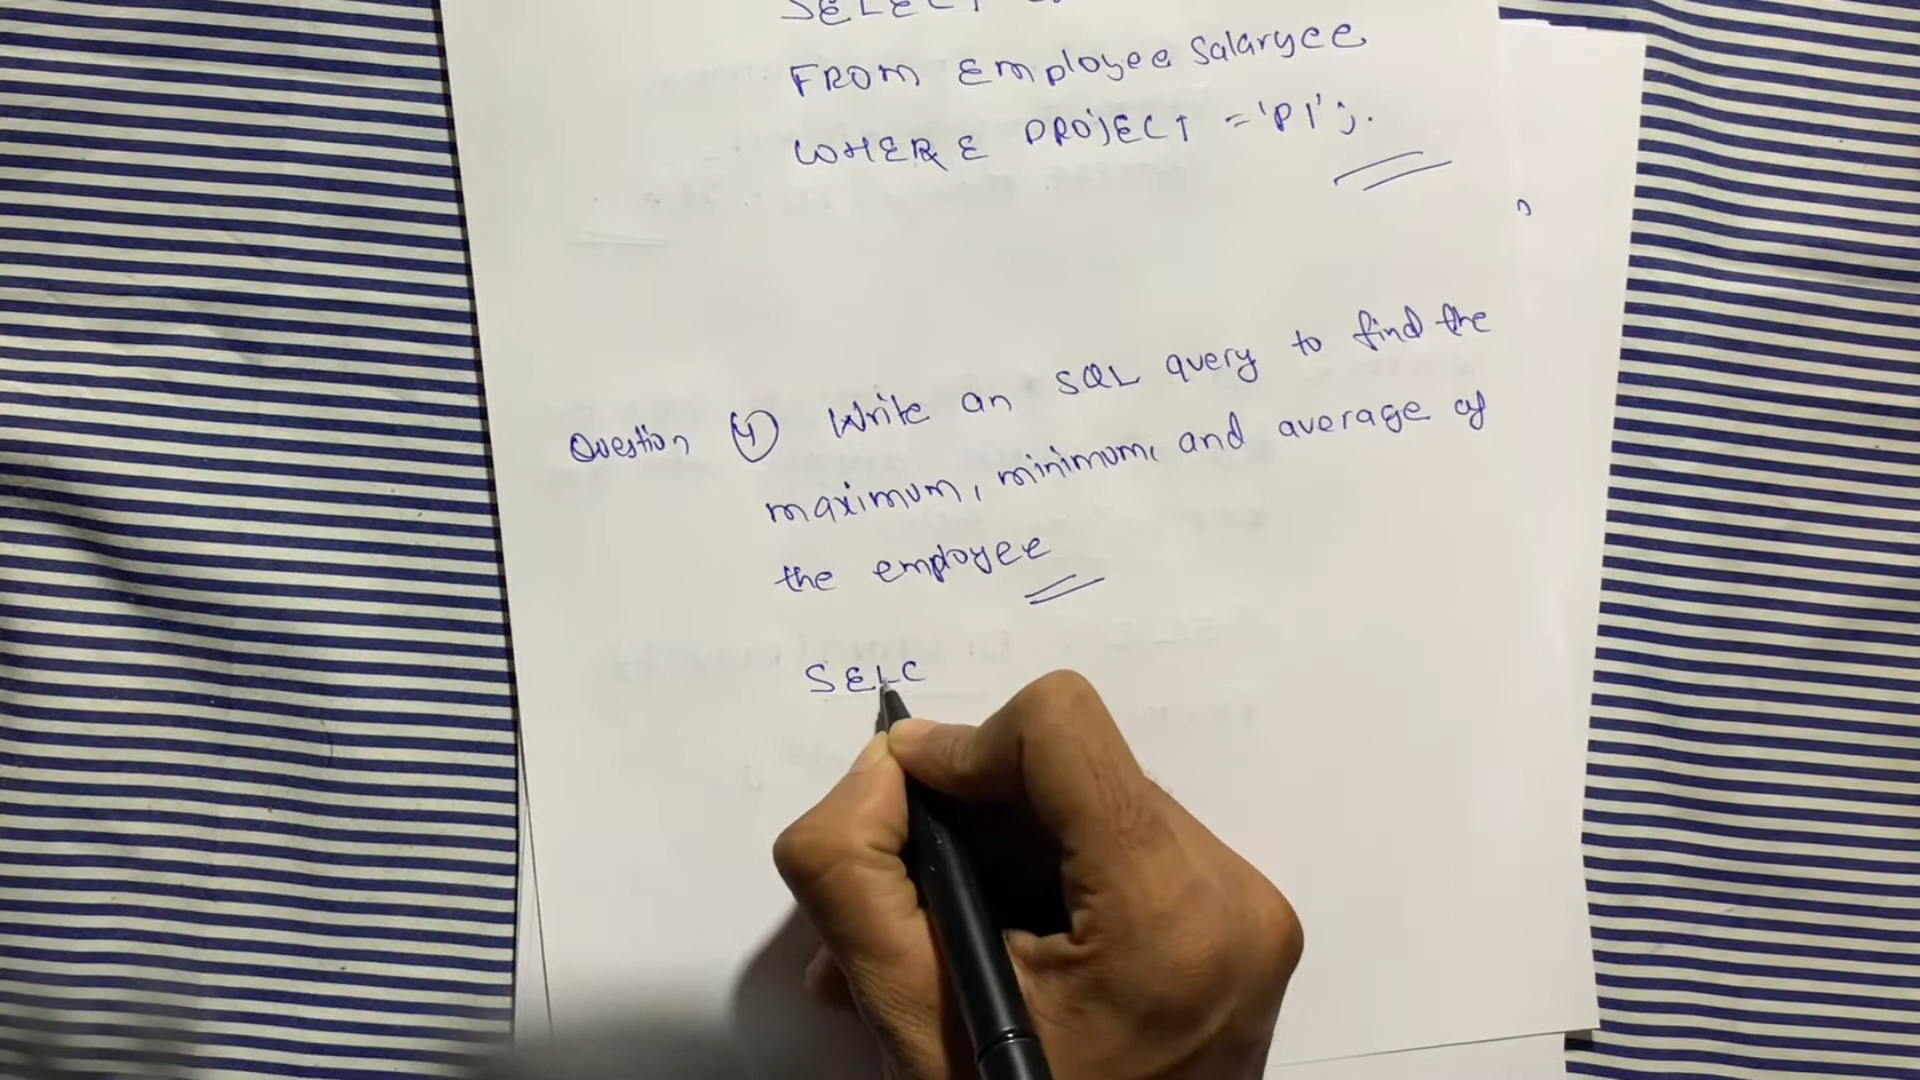 SELECT
FROM Employee Salaryee
WHERE PROJECT = 'P1';.
Question 4 Write an SQL query to find the
maximum, minimum, and average of
the employee
SELC